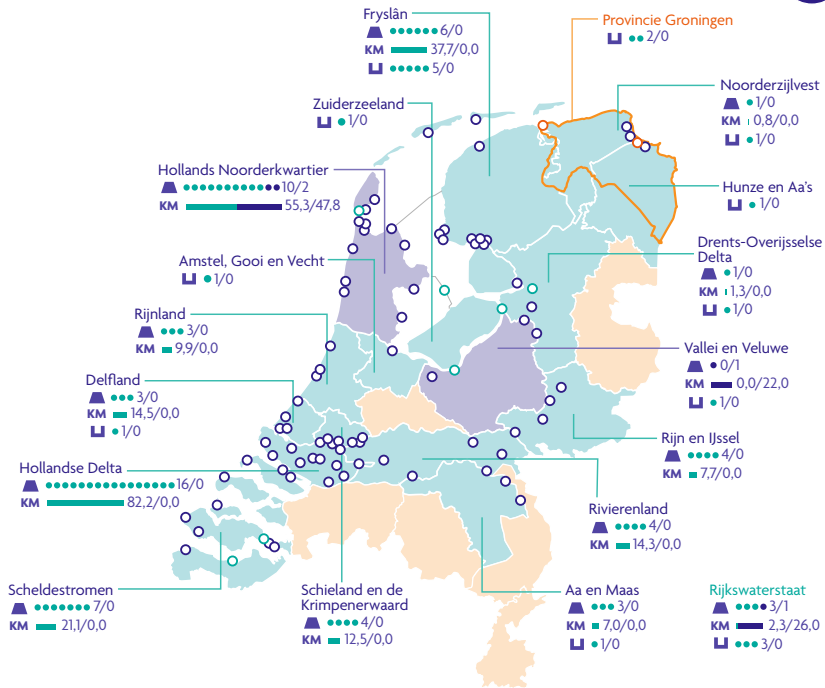 Fryslân
6/0
KM 37,7/0,0
5/0
Provincie Groningen
2/0
Noorderzijlvest
1/0
KM 0,8/0,0
1/0
Zuiderzeeland
1/0
Hollands Noorderkwartier
10/2
KM 55,3/47,8
Hunze en Aa's
1/0
Amstel, Gooi en Vecht
1/0
Drents-Overijsselse
Delta
1/0
KM 1,3/0,0
1/0
Rijnland
3/0
KM 9,9/0,0
Vallei en Veluwe
0/1
KM 0,0/22,0
1/0
Delfland
3/0
KM 14,5/0,0
1/0
Rijn en IJssel
4/0
KM 7,7/0,0
Hollandse Delta
16/0
KM 82,2/0,0
Rivierenland
4/0
KM 14,3/0,0
Scheldestromen
7/0
KM 21,1/0,0
Schieland en de
Krimpenerwaard
4/0
KM 12,5/0,0
Aa en Maas
3/0
KM 7,0/0,0
1/0
Rijkswaterstaat
3/1
KM 2,3/26,0
3/0